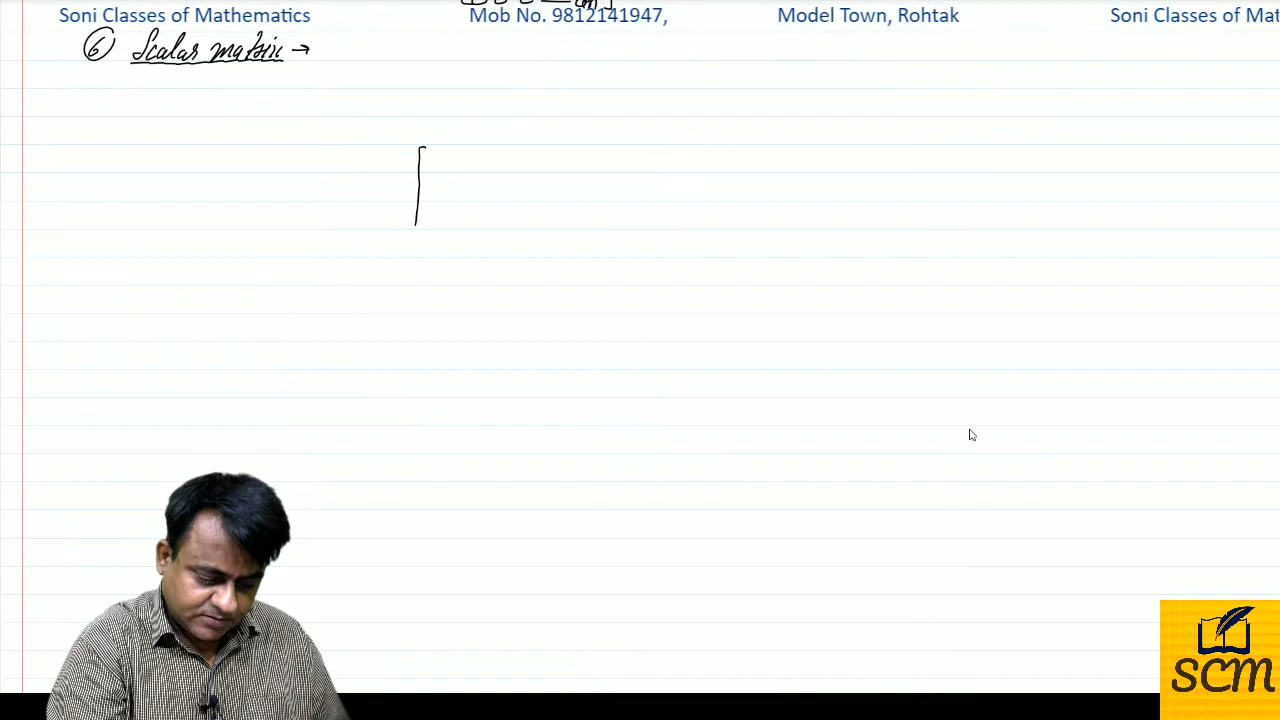 Soni Classes of Mathematics Mob No. 9812141947, Model Town, Rohtak Soni Classes of Mat
6 Scalar matrix →
SCM